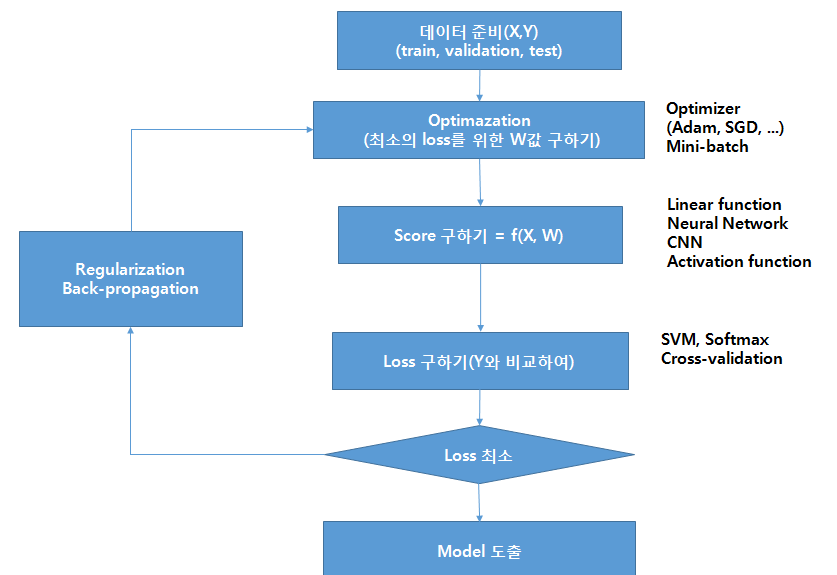 데이터 준비(X,Y)
(train, validation, test)
Optimazation
(최소의 loss를 위한 W값 구하기)
Optimizer
(Adam, SGD, ...)
Mini-batch
Score 구하기 = f(X, W)
Linear function
Neural Network
CNN
Activation function
Regularization
Back-propagation
Loss 구하기(Y와 비교하여)
SVM, Softmax
Cross-validation
Loss 최소
Model 도출